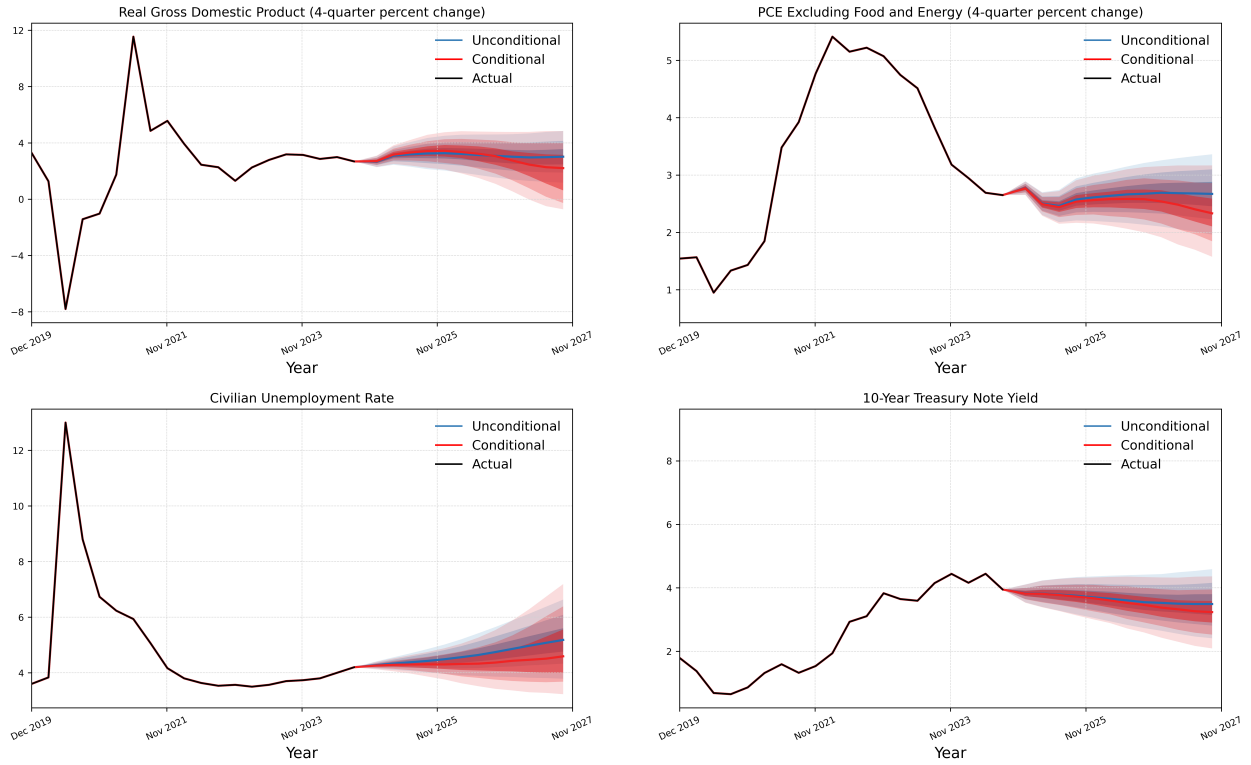 Real Gross Domestic Product (4-quarter percent change)
12
8
4
0
−4
−8
Unconditional
Conditional
Actual
Dec 2019
Nov 2021
Nov 2023
Nov 2025
Nov 2027
Year
PCE Excluding Food and Energy (4-quarter percent change)
5
4
3
2
1
Unconditional
Conditional
Actual
Dec 2019
Nov 2021
Nov 2023
Nov 2025
Nov 2027
Year
Civilian Unemployment Rate
12
10
8
6
4
Unconditional
Conditional
Actual
Dec 2019
Nov 2021
Nov 2023
Nov 2025
Nov 2027
Year
10-Year Treasury Note Yield
8
6
4
2
Unconditional
Conditional
Actual
Dec 2019
Nov 2021
Nov 2023
Nov 2025
Nov 2027
Year